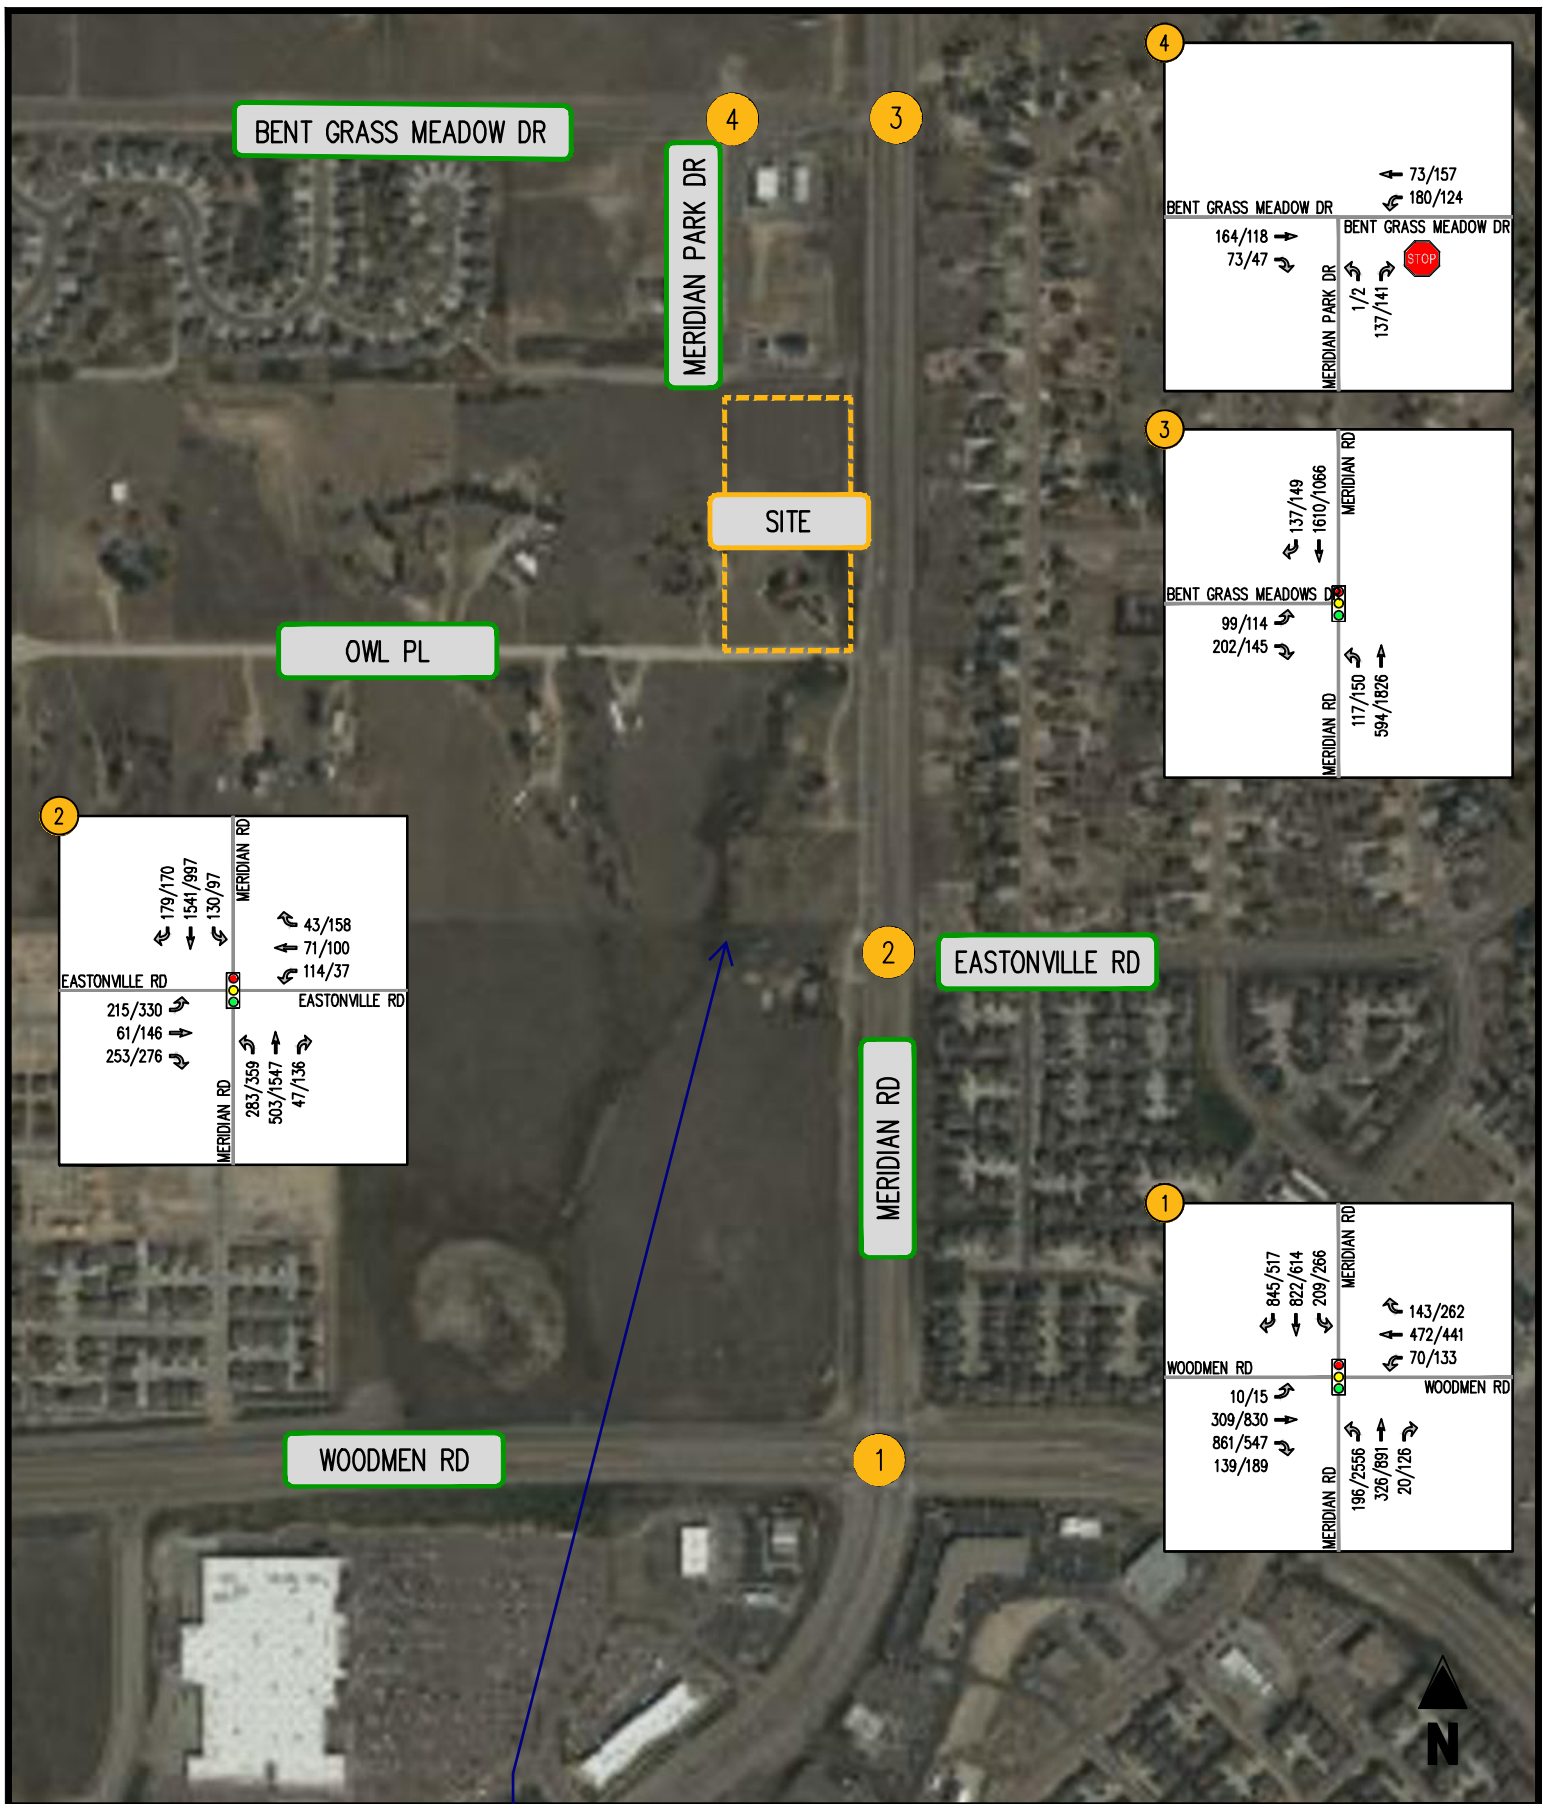 BENT GRASS MEADOW DR
4
3
MERIDIAN PARK DR
SITE
OWL PL
2
EASTONVILLE RD
MERIDIAN RD
WOODMEN RD
1
N
4
73/157
180/124
BENT GRASS MEADOW DR
BENT GRASS MEADOW DR
164/118
73/47
STOP
MERIDIAN PARK DR
1/2
137/141
3
137/149
1610/1066
MERIDIAN RD
BENT GRASS MEADOWS DR
99/114
202/145
MERIDIAN RD
117/150
594/1826
2
179/170
1541/997
130/97
MERIDIAN RD
43/158
71/100
114/37
EASTONVILLE RD
EASTONVILLE RD
215/330
61/146
253/276
MERIDIAN RD
283/359
503/1547
47/136
1
845/517
822/614
209/266
MERIDIAN RD
143/262
472/441
70/133
WOODMEN RD
WOODMEN RD
10/15
309/830
861/547
139/189
MERIDIAN RD
196/2556
326/891
20/126